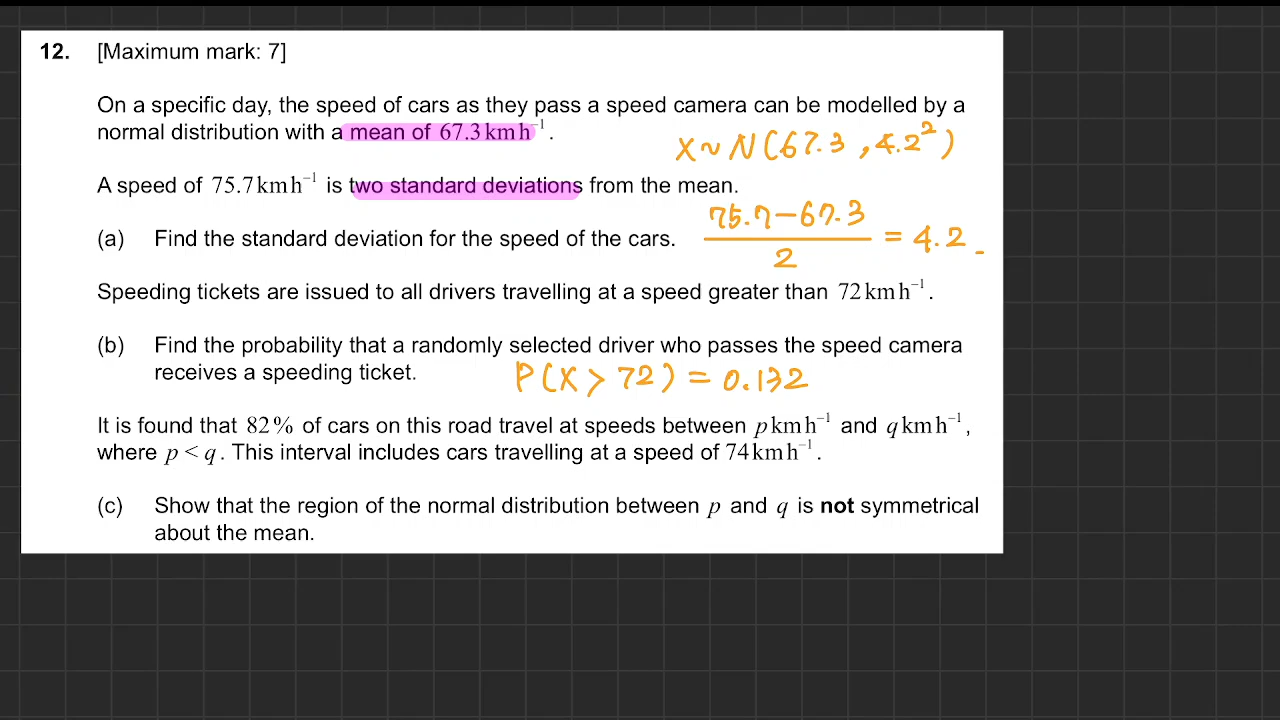 12. [Maximum mark: 7]
On a specific day, the speed of cars as they pass a speed camera can be modelled by a
normal distribution with a mean of 67.3 km h⁻¹.
X ~ N(67.3, 4.2²)
A speed of 75.7 km h⁻¹ is two standard deviations from the mean.
(a) Find the standard deviation for the speed of the cars.
(75.7 - 67.3)/2 = 4.2
Speeding tickets are issued to all drivers travelling at a speed greater than 72 km h⁻¹.
(b) Find the probability that a randomly selected driver who passes the speed camera
receives a speeding ticket.
P(X > 72) = 0.132
It is found that 82% of cars on this road travel at speeds between p km h⁻¹ and q km h⁻¹,
where p < q. This interval includes cars travelling at a speed of 74 km h⁻¹.
(c) Show that the region of the normal distribution between p and q is not symmetrical
about the mean.